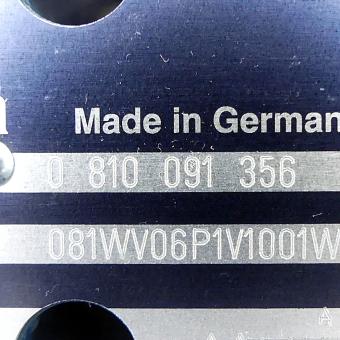 Made in German
0 810 091 356
081WV06P1V1001W
A